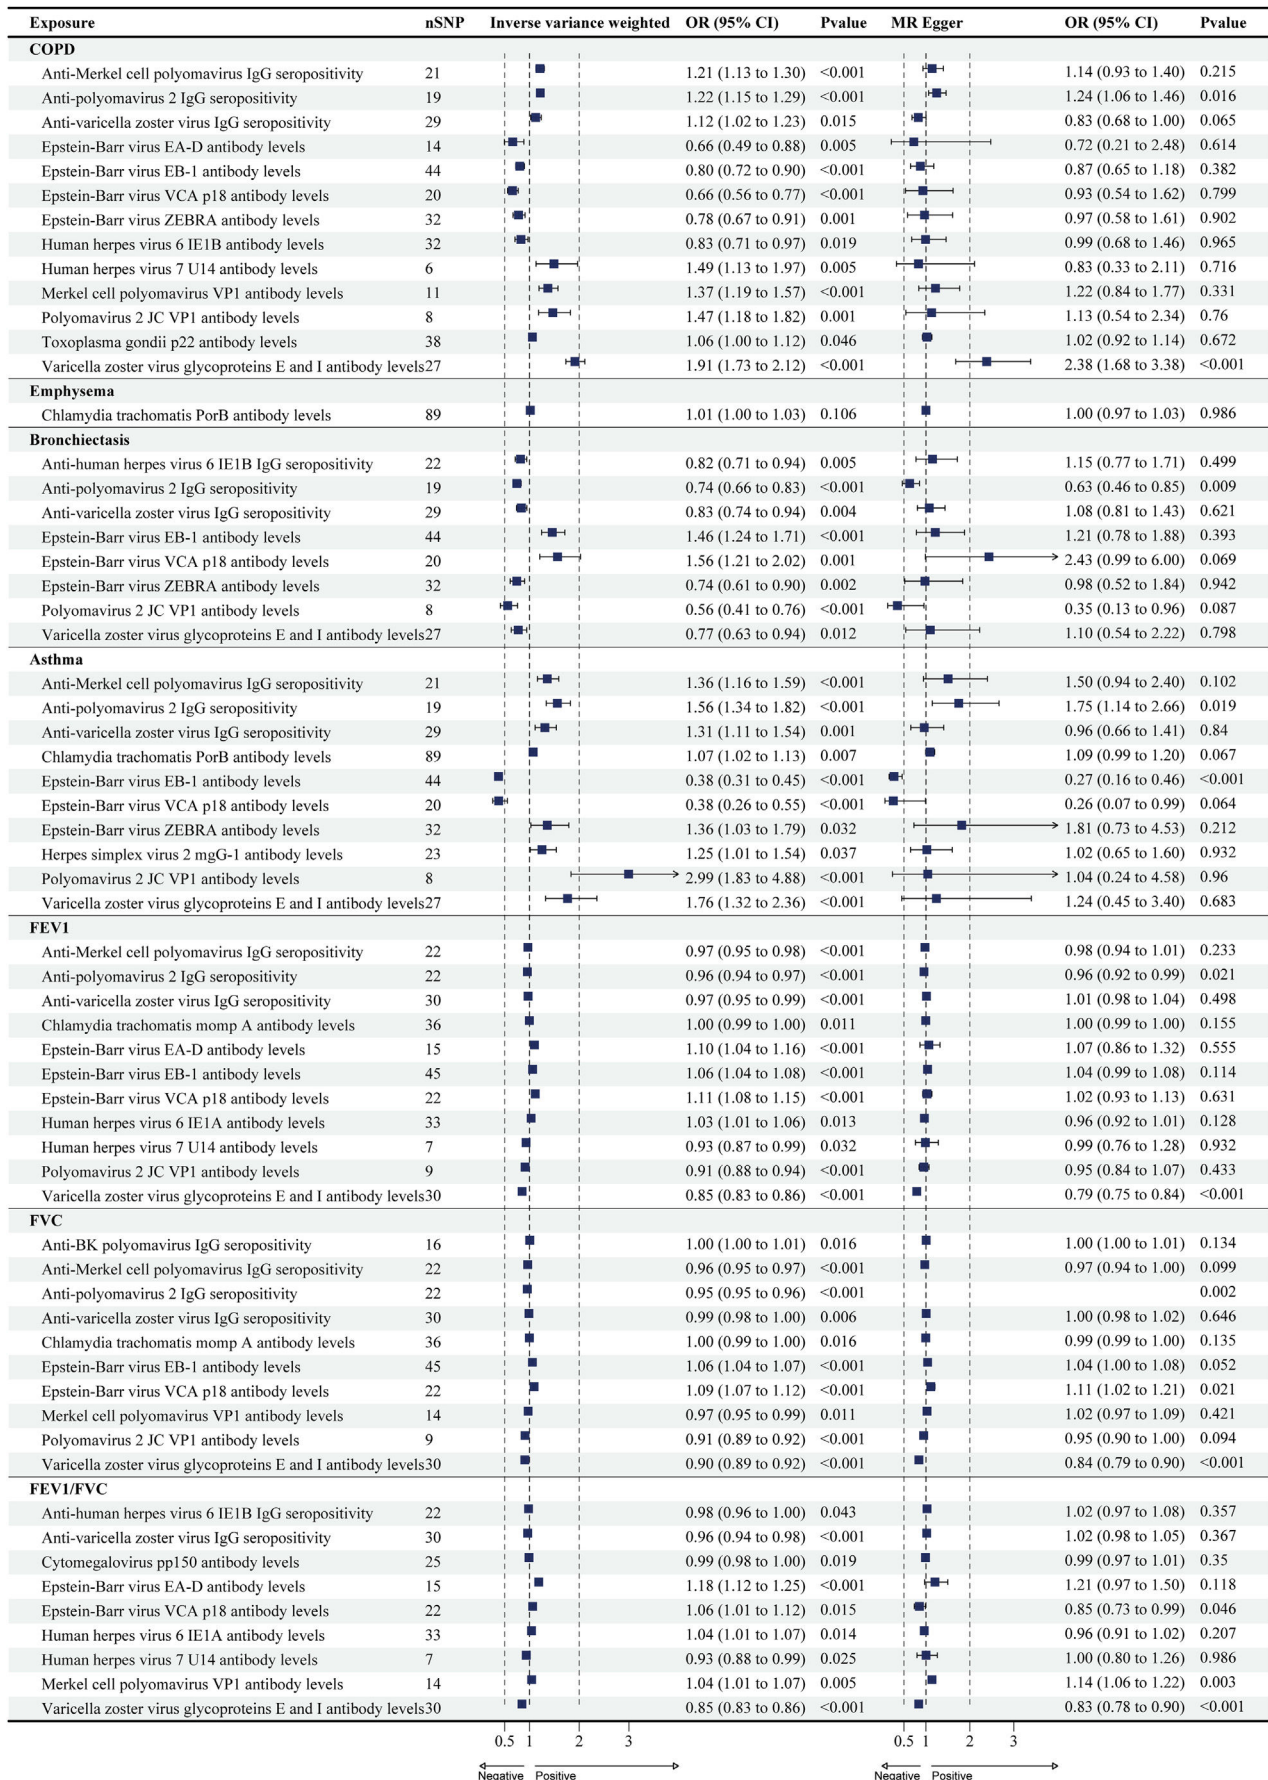 Exposure nSNP Inverse variance weighted OR (95% CI) Pvalue MR Egger OR (95% CI) Pvalue
COPD
Anti-Merkel cell polyomavirus IgG seropositivity 21 1.21 (1.13 to 1.30) <0.001 1.14 (0.93 to 1.40) 0.215
Anti-polyomavirus 2 IgG seropositivity 19 1.22 (1.15 to 1.29) <0.001 1.24 (1.06 to 1.46) 0.016
Anti-varicella zoster virus IgG seropositivity 29 1.12 (1.02 to 1.23) 0.015 0.83 (0.68 to 1.00) 0.065
Epstein-Barr virus EA-D antibody levels 14 0.66 (0.49 to 0.88) 0.005 0.72 (0.21 to 2.48) 0.614
Epstein-Barr virus EB-1 antibody levels 44 0.80 (0.72 to 0.90) <0.001 0.87 (0.65 to 1.18) 0.382
Epstein-Barr virus VCA p18 antibody levels 20 0.66 (0.56 to 0.77) <0.001 0.93 (0.54 to 1.62) 0.799
Epstein-Barr virus ZEBRA antibody levels 32 0.78 (0.67 to 0.91) 0.001 0.97 (0.58 to 1.61) 0.902
Human herpes virus 6 IE1B antibody levels 32 0.83 (0.71 to 0.97) 0.019 0.99 (0.68 to 1.46) 0.965
Human herpes virus 7 U14 antibody levels 6 1.49 (1.13 to 1.97) 0.005 0.83 (0.33 to 2.11) 0.716
Merkel cell polyomavirus VP1 antibody levels 11 1.37 (1.19 to 1.57) <0.001 1.22 (0.84 to 1.77) 0.331
Polyomavirus 2 JC VP1 antibody levels 8 1.47 (1.18 to 1.82) 0.001 1.13 (0.54 to 2.34) 0.76
Toxoplasma gondii p22 antibody levels 38 1.06 (1.00 to 1.12) 0.046 1.02 (0.92 to 1.14) 0.672
Varicella zoster virus glycoproteins E and I antibody levels 27 1.91 (1.73 to 2.12) <0.001 2.38 (1.68 to 3.38) <0.001
Emphysema
Chlamydia trachomatis PorB antibody levels 89 1.01 (1.00 to 1.03) 0.106 1.00 (0.97 to 1.03) 0.986
Bronchiectasis
Anti-human herpes virus 6 IE1B IgG seropositivity 22 0.82 (0.71 to 0.94) 0.005 1.15 (0.77 to 1.71) 0.499
Anti-polyomavirus 2 IgG seropositivity 19 0.74 (0.66 to 0.83) <0.001 0.63 (0.46 to 0.85) 0.009
Anti-varicella zoster virus IgG seropositivity 29 0.83 (0.74 to 0.94) 0.004 1.08 (0.81 to 1.43) 0.621
Epstein-Barr virus EB-1 antibody levels 44 1.46 (1.24 to 1.71) <0.001 1.21 (0.78 to 1.88) 0.393
Epstein-Barr virus VCA p18 antibody levels 20 1.56 (1.21 to 2.02) 0.001 2.43 (0.99 to 6.00) 0.069
Epstein-Barr virus ZEBRA antibody levels 32 0.74 (0.61 to 0.90) 0.002 0.98 (0.52 to 1.84) 0.942
Polyomavirus 2 JC VP1 antibody levels 8 0.56 (0.41 to 0.76) <0.001 0.35 (0.13 to 0.96) 0.087
Varicella zoster virus glycoproteins E and I antibody levels 27 0.77 (0.63 to 0.94) 0.012 1.10 (0.54 to 2.22) 0.798
Asthma
Anti-Merkel cell polyomavirus IgG seropositivity 21 1.36 (1.16 to 1.59) <0.001 1.50 (0.94 to 2.40) 0.102
Anti-polyomavirus 2 IgG seropositivity 19 1.56 (1.34 to 1.82) <0.001 1.75 (1.14 to 2.66) 0.019
Anti-varicella zoster virus IgG seropositivity 29 1.31 (1.11 to 1.54) 0.001 0.96 (0.66 to 1.41) 0.84
Chlamydia trachomatis PorB antibody levels 89 1.07 (1.02 to 1.13) 0.007 1.09 (0.99 to 1.20) 0.067
Epstein-Barr virus EB-1 antibody levels 44 0.38 (0.31 to 0.45) <0.001 0.27 (0.16 to 0.46) <0.001
Epstein-Barr virus VCA p18 antibody levels 20 0.38 (0.26 to 0.55) <0.001 0.26 (0.07 to 0.99) 0.064
Epstein-Barr virus ZEBRA antibody levels 32 1.36 (1.03 to 1.79) 0.032 1.81 (0.73 to 4.53) 0.212
Herpes simplex virus 2 mgG-1 antibody levels 23 1.25 (1.01 to 1.54) 0.037 1.02 (0.65 to 1.60) 0.932
Polyomavirus 2 JC VP1 antibody levels 8 2.99 (1.83 to 4.88) <0.001 1.04 (0.24 to 4.58) 0.96
Varicella zoster virus glycoproteins E and I antibody levels 27 1.76 (1.32 to 2.36) <0.001 1.24 (0.45 to 3.40) 0.683
FEV1
Anti-Merkel cell polyomavirus IgG seropositivity 22 0.97 (0.95 to 0.98) <0.001 0.98 (0.94 to 1.01) 0.233
Anti-polyomavirus 2 IgG seropositivity 22 0.96 (0.94 to 0.97) <0.001 0.96 (0.92 to 0.99) 0.021
Anti-varicella zoster virus IgG seropositivity 30 0.97 (0.95 to 0.99) <0.001 1.01 (0.98 to 1.04) 0.498
Chlamydia trachomatis momp A antibody levels 36 1.00 (0.99 to 1.00) 0.011 1.00 (0.99 to 1.00) 0.155
Epstein-Barr virus EA-D antibody levels 15 1.10 (1.04 to 1.16) <0.001 1.07 (0.86 to 1.32) 0.555
Epstein-Barr virus EB-1 antibody levels 45 1.06 (1.04 to 1.08) <0.001 1.04 (0.99 to 1.08) 0.114
Epstein-Barr virus VCA p18 antibody levels 22 1.11 (1.08 to 1.15) <0.001 1.02 (0.93 to 1.13) 0.631
Human herpes virus 6 IE1A antibody levels 33 1.03 (1.01 to 1.06) 0.013 0.96 (0.92 to 1.01) 0.128
Human herpes virus 7 U14 antibody levels 7 0.93 (0.87 to 0.99) 0.032 0.99 (0.76 to 1.28) 0.932
Polyomavirus 2 JC VP1 antibody levels 9 0.91 (0.88 to 0.94) <0.001 0.95 (0.84 to 1.07) 0.433
Varicella zoster virus glycoproteins E and I antibody levels 30 0.85 (0.83 to 0.86) <0.001 0.79 (0.75 to 0.84) <0.001
FVC
Anti-BK polyomavirus IgG seropositivity 16 1.00 (1.00 to 1.01) 0.016 1.00 (1.00 to 1.01) 0.134
Anti-Merkel cell polyomavirus IgG seropositivity 22 0.96 (0.95 to 0.97) <0.001 0.97 (0.94 to 1.00) 0.099
Anti-polyomavirus 2 IgG seropositivity 22 0.95 (0.95 to 0.96) <0.001 0.002
Anti-varicella zoster virus IgG seropositivity 30 0.99 (0.98 to 1.00) 0.006 1.00 (0.98 to 1.02) 0.646
Chlamydia trachomatis momp A antibody levels 36 1.00 (0.99 to 1.00) 0.016 0.99 (0.99 to 1.00) 0.135
Epstein-Barr virus EB-1 antibody levels 45 1.06 (1.04 to 1.07) <0.001 1.04 (1.00 to 1.08) 0.052
Epstein-Barr virus VCA p18 antibody levels 22 1.09 (1.07 to 1.12) <0.001 1.11 (1.02 to 1.21) 0.021
Merkel cell polyomavirus VP1 antibody levels 14 0.97 (0.95 to 0.99) 0.011 1.02 (0.97 to 1.09) 0.421
Polyomavirus 2 JC VP1 antibody levels 9 0.91 (0.89 to 0.92) <0.001 0.95 (0.90 to 1.00) 0.094
Varicella zoster virus glycoproteins E and I antibody levels 30 0.90 (0.89 to 0.92) <0.001 0.84 (0.79 to 0.90) <0.001
FEV1/FVC
Anti-human herpes virus 6 IE1B IgG seropositivity 22 0.98 (0.96 to 1.00) 0.043 1.02 (0.97 to 1.08) 0.357
Anti-varicella zoster virus IgG seropositivity 30 0.96 (0.94 to 0.98) <0.001 1.02 (0.98 to 1.05) 0.367
Cytomegalovirus pp150 antibody levels 25 0.99 (0.98 to 1.00) 0.019 0.99 (0.97 to 1.01) 0.35
Epstein-Barr virus EA-D antibody levels 15 1.18 (1.12 to 1.25) <0.001 1.21 (0.97 to 1.50) 0.118
Epstein-Barr virus VCA p18 antibody levels 22 1.06 (1.01 to 1.12) 0.015 0.85 (0.73 to 0.99) 0.046
Human herpes virus 6 IE1A antibody levels 33 1.04 (1.01 to 1.07) 0.014 0.96 (0.91 to 1.02) 0.207
Human herpes virus 7 U14 antibody levels 7 0.93 (0.88 to 0.99) 0.025 1.00 (0.80 to 1.26) 0.986
Merkel cell polyomavirus VP1 antibody levels 14 1.04 (1.01 to 1.07) 0.005 1.14 (1.06 to 1.22) 0.003
Varicella zoster virus glycoproteins E and I antibody levels 30 0.85 (0.83 to 0.86) <0.001 0.83 (0.78 to 0.90) <0.001
0.5 1 2 3 0.5 1 2 3
Negative Positive Negative Positive